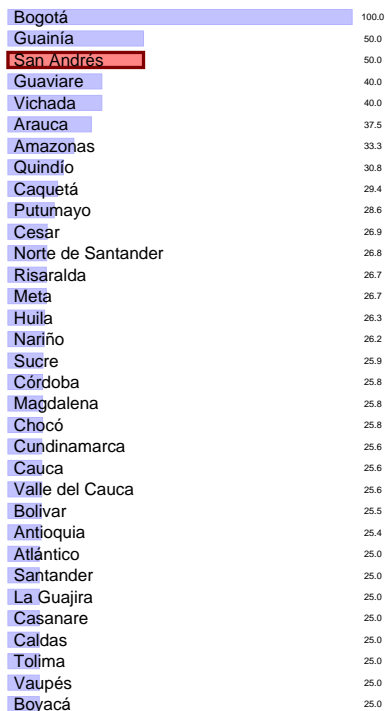 Bogotá 100.0
Guainía 50.0
San Andrés 50.0
Guaviare 40.0
Vichada 40.0
Arauca 37.5
Amazonas 33.3
Quindío 30.8
Caquetá 29.4
Putumayo 28.6
Cesar 26.9
Norte de Santander 26.8
Risaralda 26.7
Meta 26.7
Huila 26.3
Nariño 26.2
Sucre 25.9
Córdoba 25.8
Magdalena 25.8
Chocó 25.8
Cundinamarca 25.6
Cauca 25.6
Valle del Cauca 25.6
Bolivar 25.5
Antioquia 25.4
Atlántico 25.0
Santander 25.0
La Guajira 25.0
Casanare 25.0
Caldas 25.0
Tolima 25.0
Vaupés 25.0
Boyacá 25.0